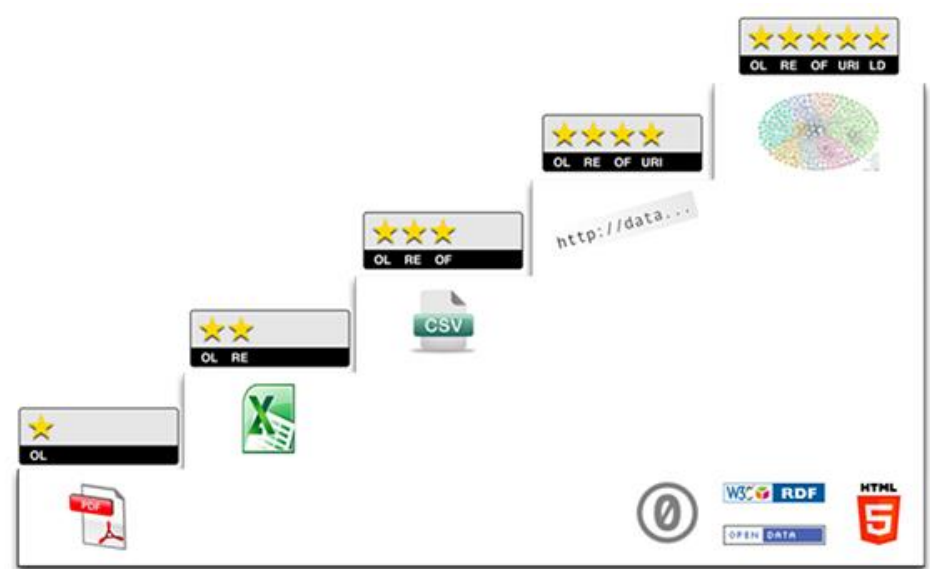 OL RE OF URI LD
OL RE OF URI
http://data...
OL RE OF
CSV
OL RE
X
OL
PDF
0
W3C RDF
OPEN DATA
HTML
5